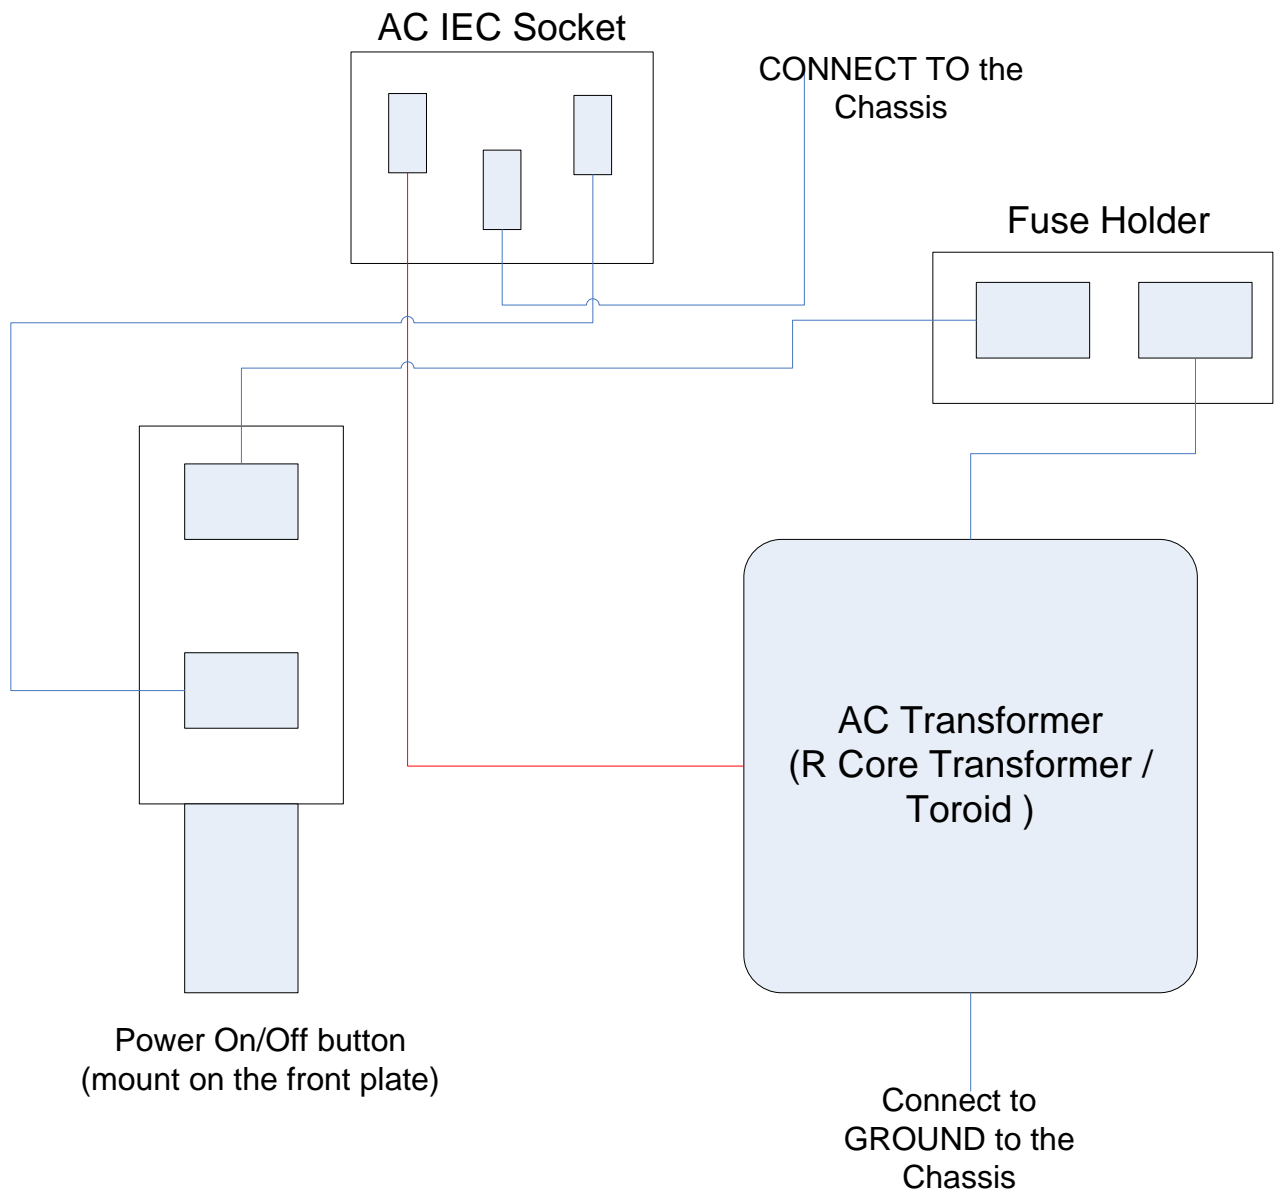 AC IEC Socket
CONNECT TO the
Chassis
Fuse Holder
AC Transformer
(R Core Transformer /
Toroid )
Power On/Off button
(mount on the front plate)
Connect to
GROUND to the
Chassis